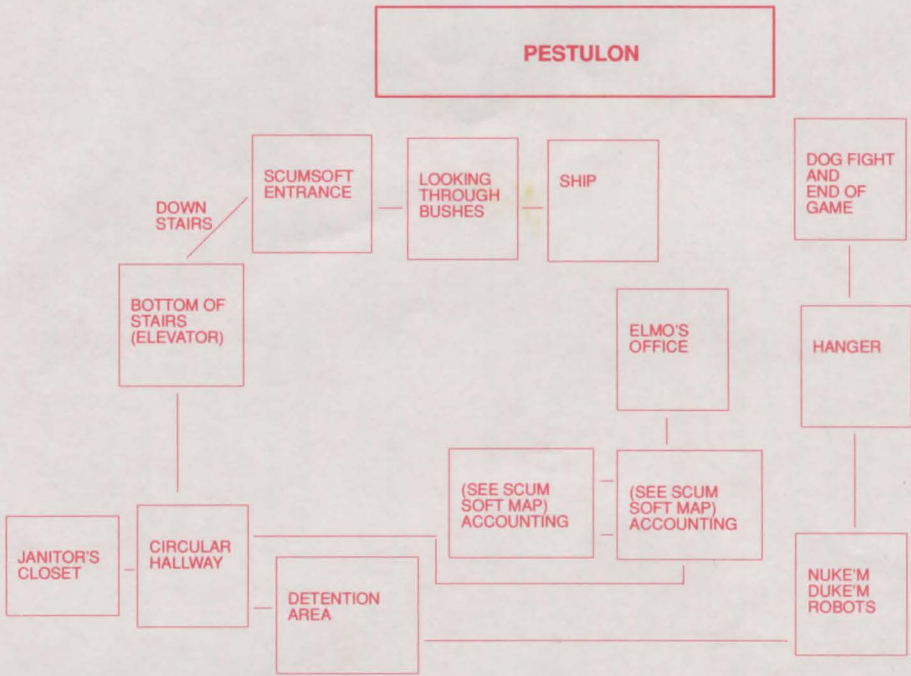 PESTULON
SCUMSOFT
ENTRANCE
LOOKING
THROUGH
BUSHES
SHIP
DOG FIGHT
AND
END OF
GAME
DOWN
STAIRS
BOTTOM OF
STAIRS
(ELEVATOR)
ELMO'S
OFFICE
HANGER
(SEE SCUM
SOFT MAP)
ACCOUNTING
(SEE SCUM
SOFT MAP)
ACCOUNTING
JANITOR'S
CLOSET
CIRCULAR
HALLWAY
DETENTION
AREA
NUKE'M
DUKE'M
ROBOTS